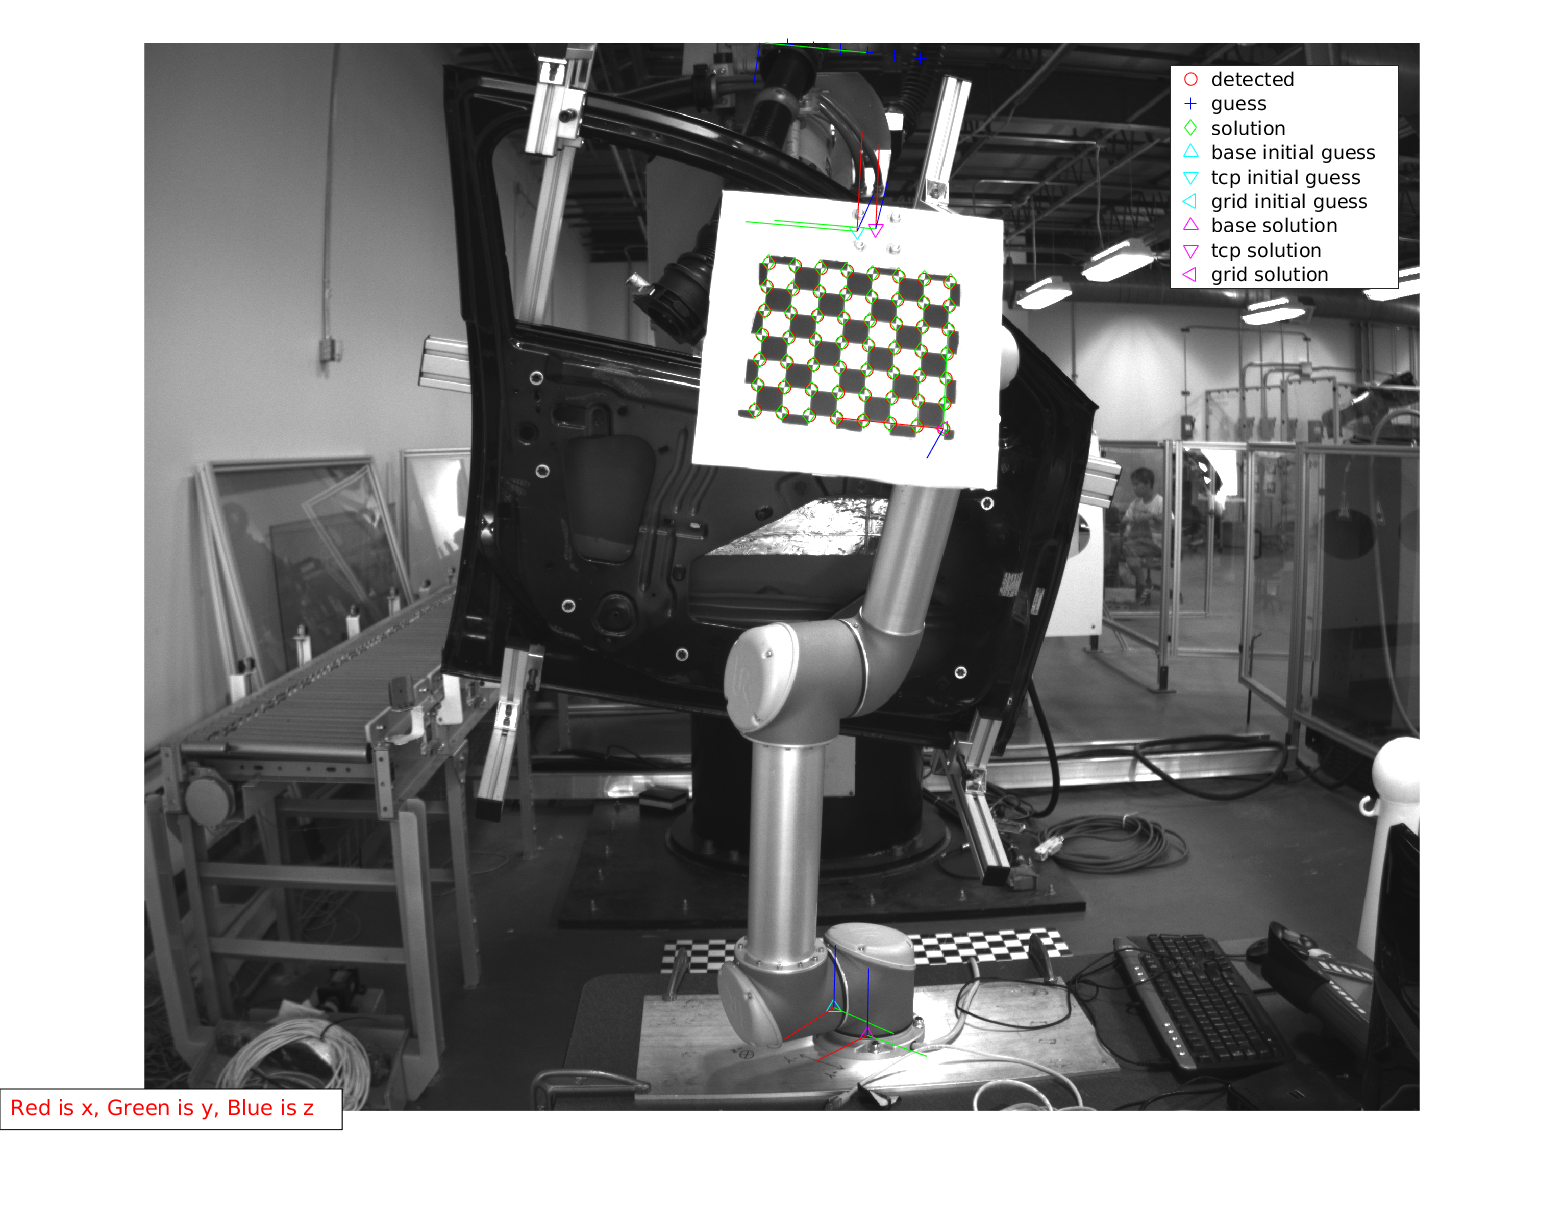 detected
guess
solution
base initial guess
tcp initial guess
grid initial guess
base solution
tcp solution
grid solution
Red is x, Green is y, Blue is z